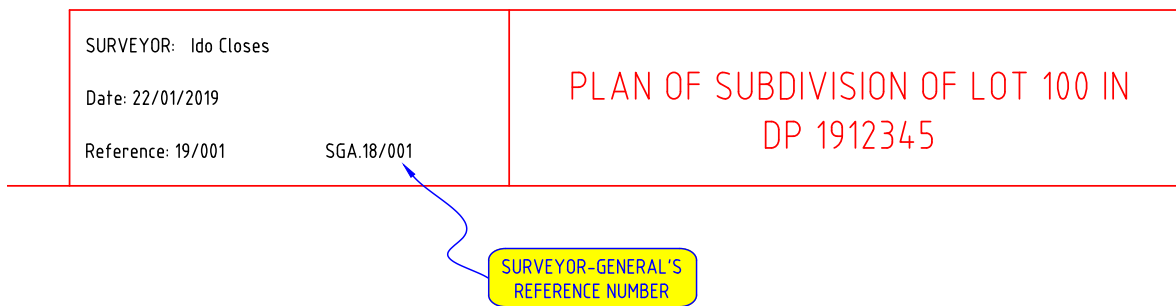 SURVEYOR: Ido Closes
Date: 22/01/2019
Reference: 19/001 SGA.18/001
PLAN OF SUBDIVISION OF LOT 100 IN
DP 1912345
SURVEYOR-GENERAL'S
REFERENCE NUMBER